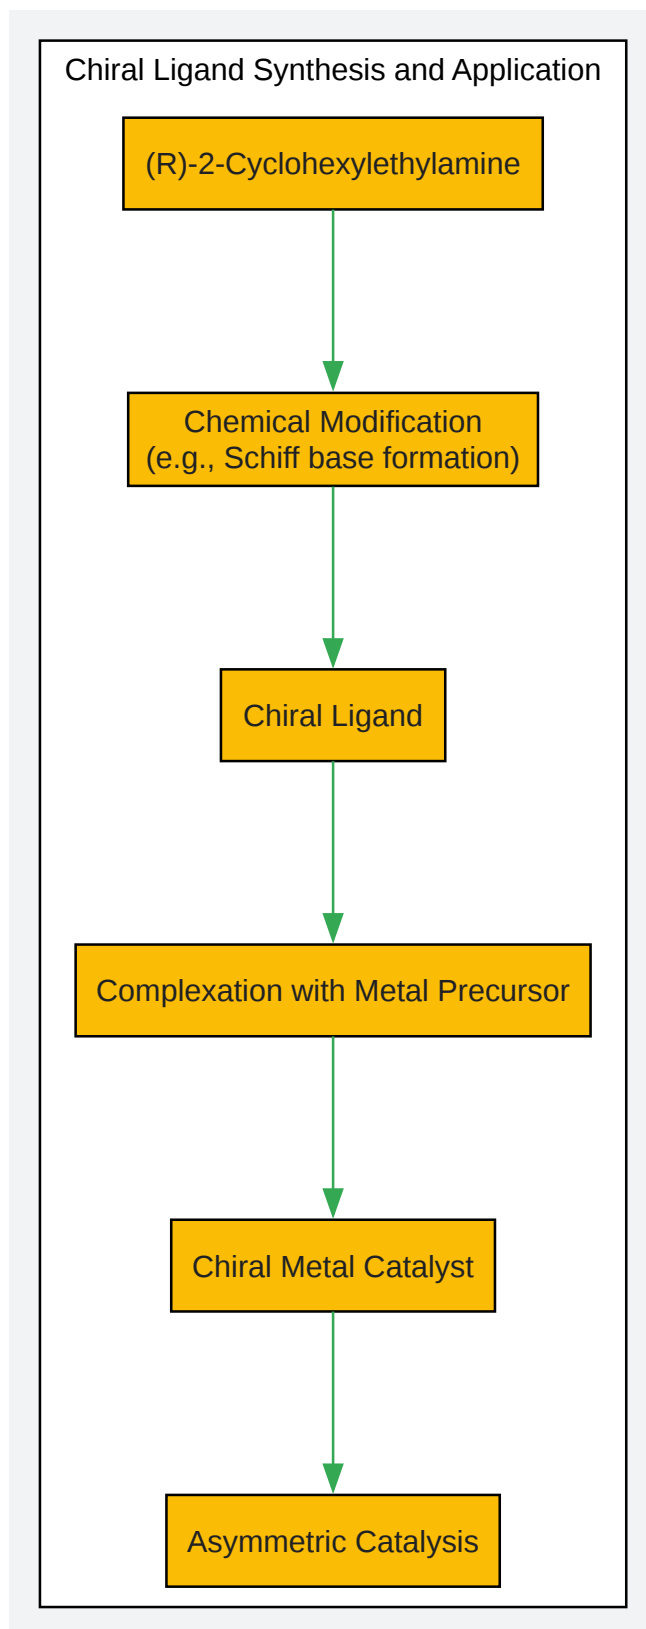 Chiral Ligand Synthesis and Application
(R)-2-Cyclohexylethylamine
Chemical Modification
(e.g., Schiff base formation)
Chiral Ligand
Complexation with Metal Precursor
Chiral Metal Catalyst
Asymmetric Catalysis